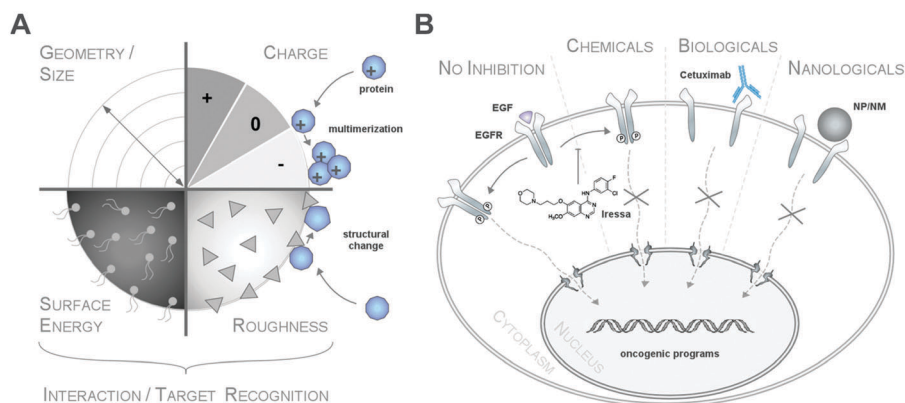 A
GEOMETRY /
SIZE
CHARGE
+
0
-
+
protein
+
multimerization
+
+
+
structural
change
SURFACE
ENERGY
ROUGHNESS
INTERACTION / TARGET RECOGNITION
B
NO INHIBITION
CHEMICALS
BIOLOGICALS
NANOLOGICALS
Cetuximab
NP/NM
EGF
EGFR
P
P
P
P
F
Cl
HN
O
N
O
H₃CO
N
N
Iressa
CYTOPLASM
NUCLEUS
oncogenic programs